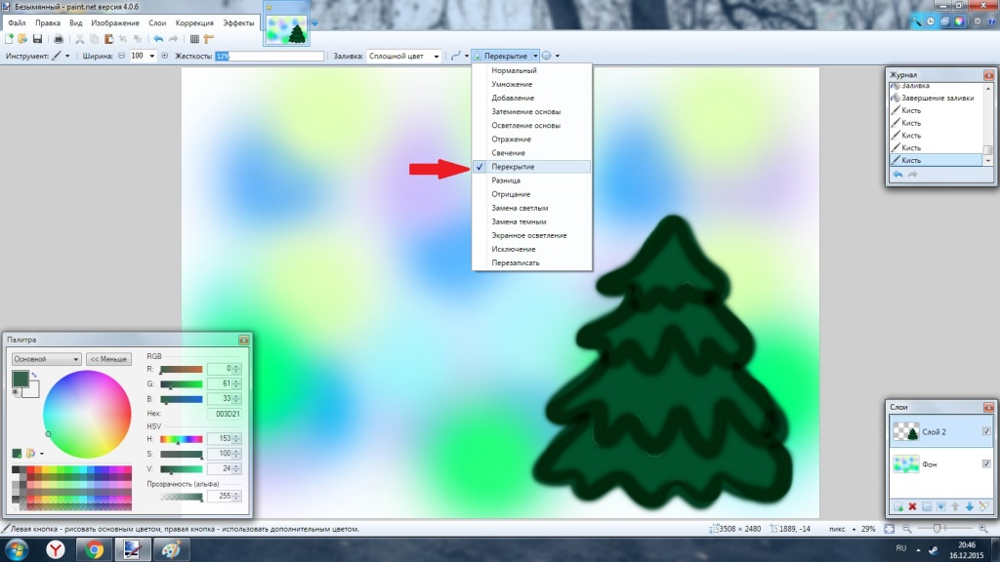 Безымянный - paint.net версия 4.0.6
Файл Правка Вид Изображение Слои Коррекция Эффекты
Инструмент: Ширина: 100 Жесткость: 12% Заливка: Сплошной цвет Перекрытие
Нормальный
Умножение
Добавление
Затемнение основы
Осветление основы
Отражение
Свечение
Перекрытие
Разница
Отрицание
Замена светлым
Замена темным
Экранное осветление
Исключение
Перезаписать
Журнал
Заливка
Завершение заливки
Кисть
Кисть
Кисть
Кисть
Кисть
Палитра
Основной
<< Меньше
RGB
R: 0
G: 61
B: 33
Hex: 003D21
HSV
H: 153
S: 100
V: 24
Прозрачность (альфа)
255
Слои
Слой 2
Фон
Левая кнопка - рисовать основным цветом, правая кнопка - использовать дополнительным цветом.
3508 × 2480 1889, -14 пикс 29%
RU 20:46
16.12.2015